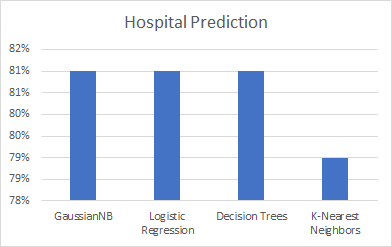 Hospital Prediction
82%
81%
81%
80%
80%
79%
79%
78%
GaussianNB
Logistic
Regression
Decision Trees
K-Nearest
Neighbors